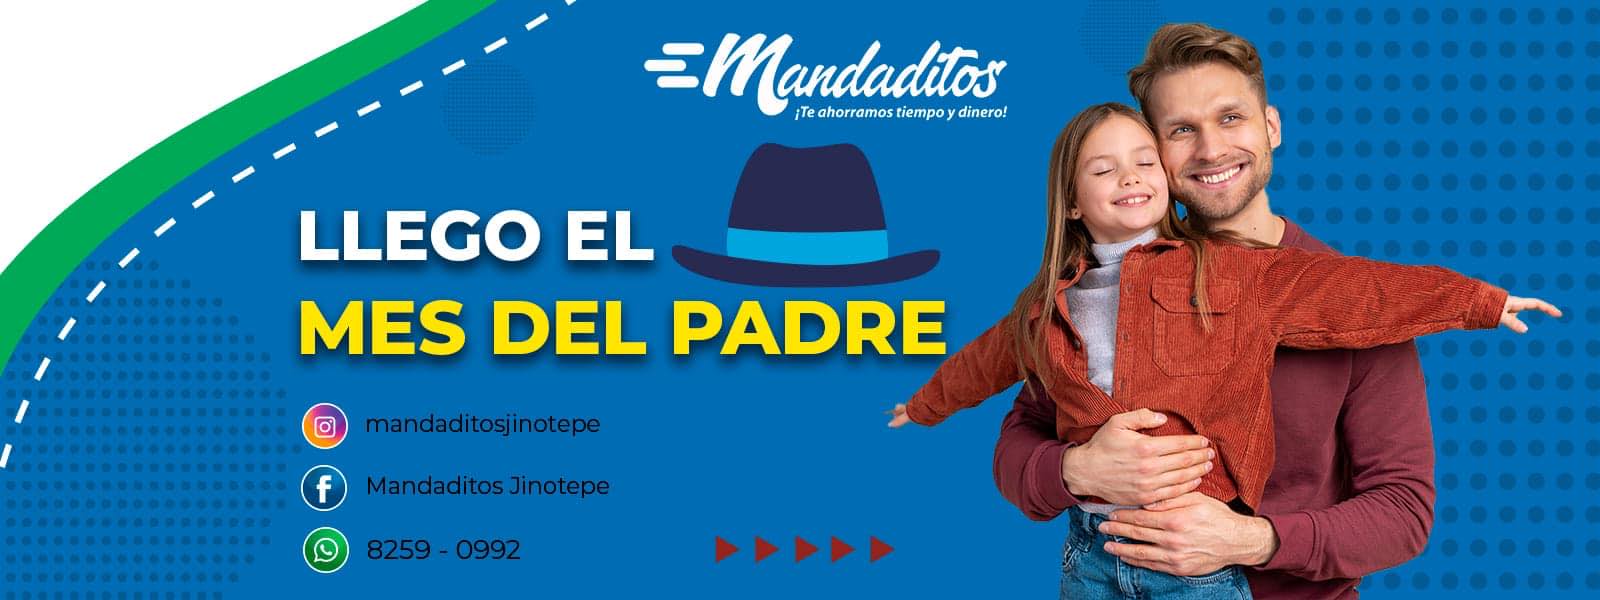 Mandaditos
¡Te ahorramos tiempo y dinero!
LLEGO EL
MES DEL PADRE
mandaditosjinotepe
Mandaditos Jinotepe
8259 - 0992